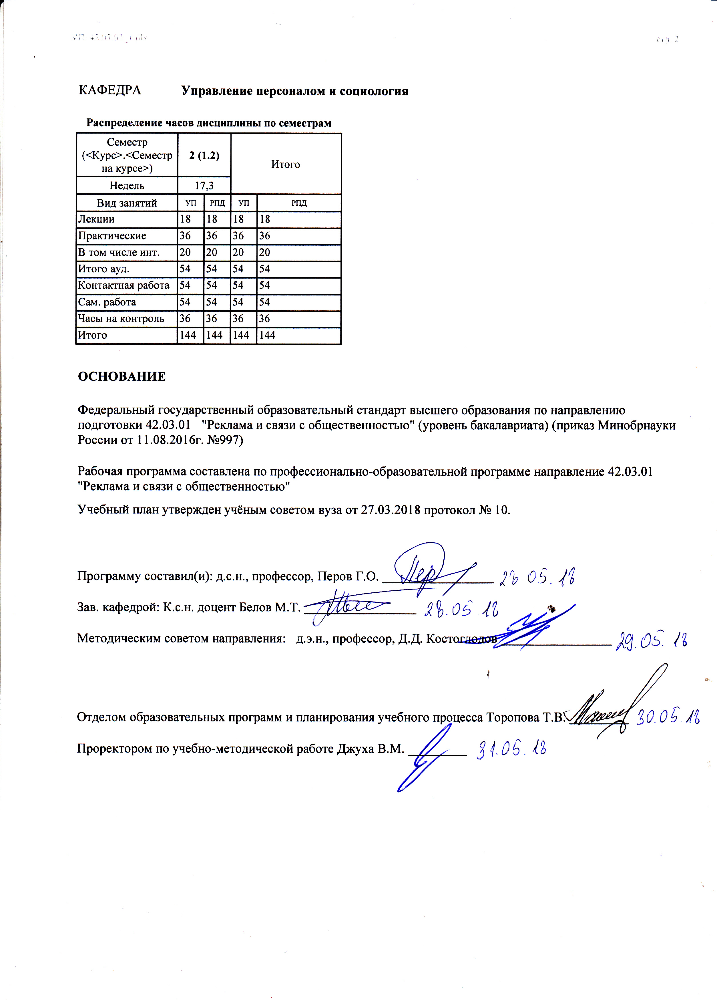 УП: 42.03.01_1.plx
стр. 2
КАФЕДРА Управление персоналом и социология
Распределение часов дисциплины по семестрам
Семестр (<Курс>.<Семестр на курсе>) 2 (1.2) Итого
Недель 17,3
Вид занятий УП РПД УП РПД
Лекции 18 18 18 18
Практические 36 36 36 36
В том числе инт. 20 20 20 20
Итого ауд. 54 54 54 54
Контактная работа 54 54 54 54
Сам. работа 54 54 54 54
Часы на контроль 36 36 36 36
Итого 144 144 144 144
ОСНОВАНИЕ
Федеральный государственный образовательный стандарт высшего образования по направлению
подготовки 42.03.01 "Реклама и связи с общественностью" (уровень бакалавриата) (приказ Минобрнауки
России от 11.08.2016г. №997)
Рабочая программа составлена по профессионально-образовательной программе направление 42.03.01
"Реклама и связи с общественностью"
Учебный план утвержден учёным советом вуза от 27.03.2018 протокол № 10.
Программу составил(и): д.с.н., профессор, Перов Г.О. 28.05.18
Зав. кафедрой: К.с.н. доцент Белов М.Т. 28.05.18
Методическим советом направления: д.э.н., профессор, Д.Д. Костоглодов 29.05.18
Отделом образовательных программ и планирования учебного процесса Торопова Т.В. 30.05.18
Проректором по учебно-методической работе Джуха В.М. 31.05.18